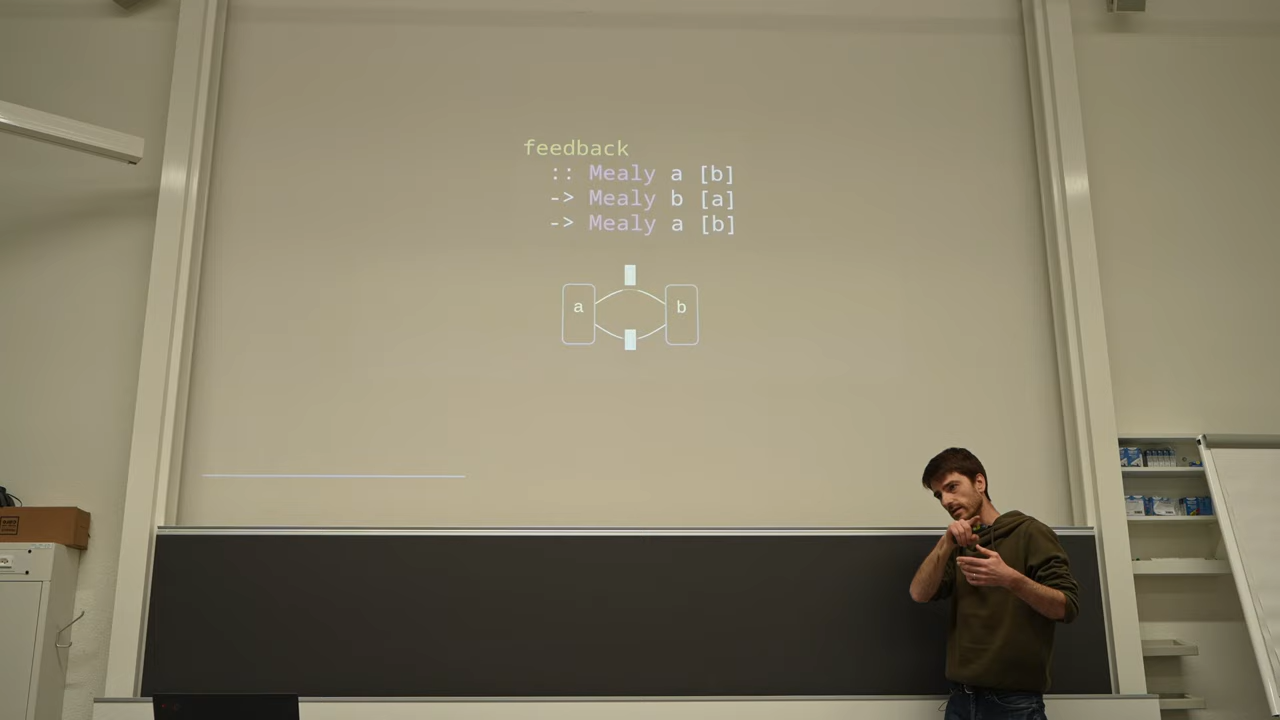 feedback
:: Mealy a [b]
-> Mealy b [a]
-> Mealy a [b]
a b